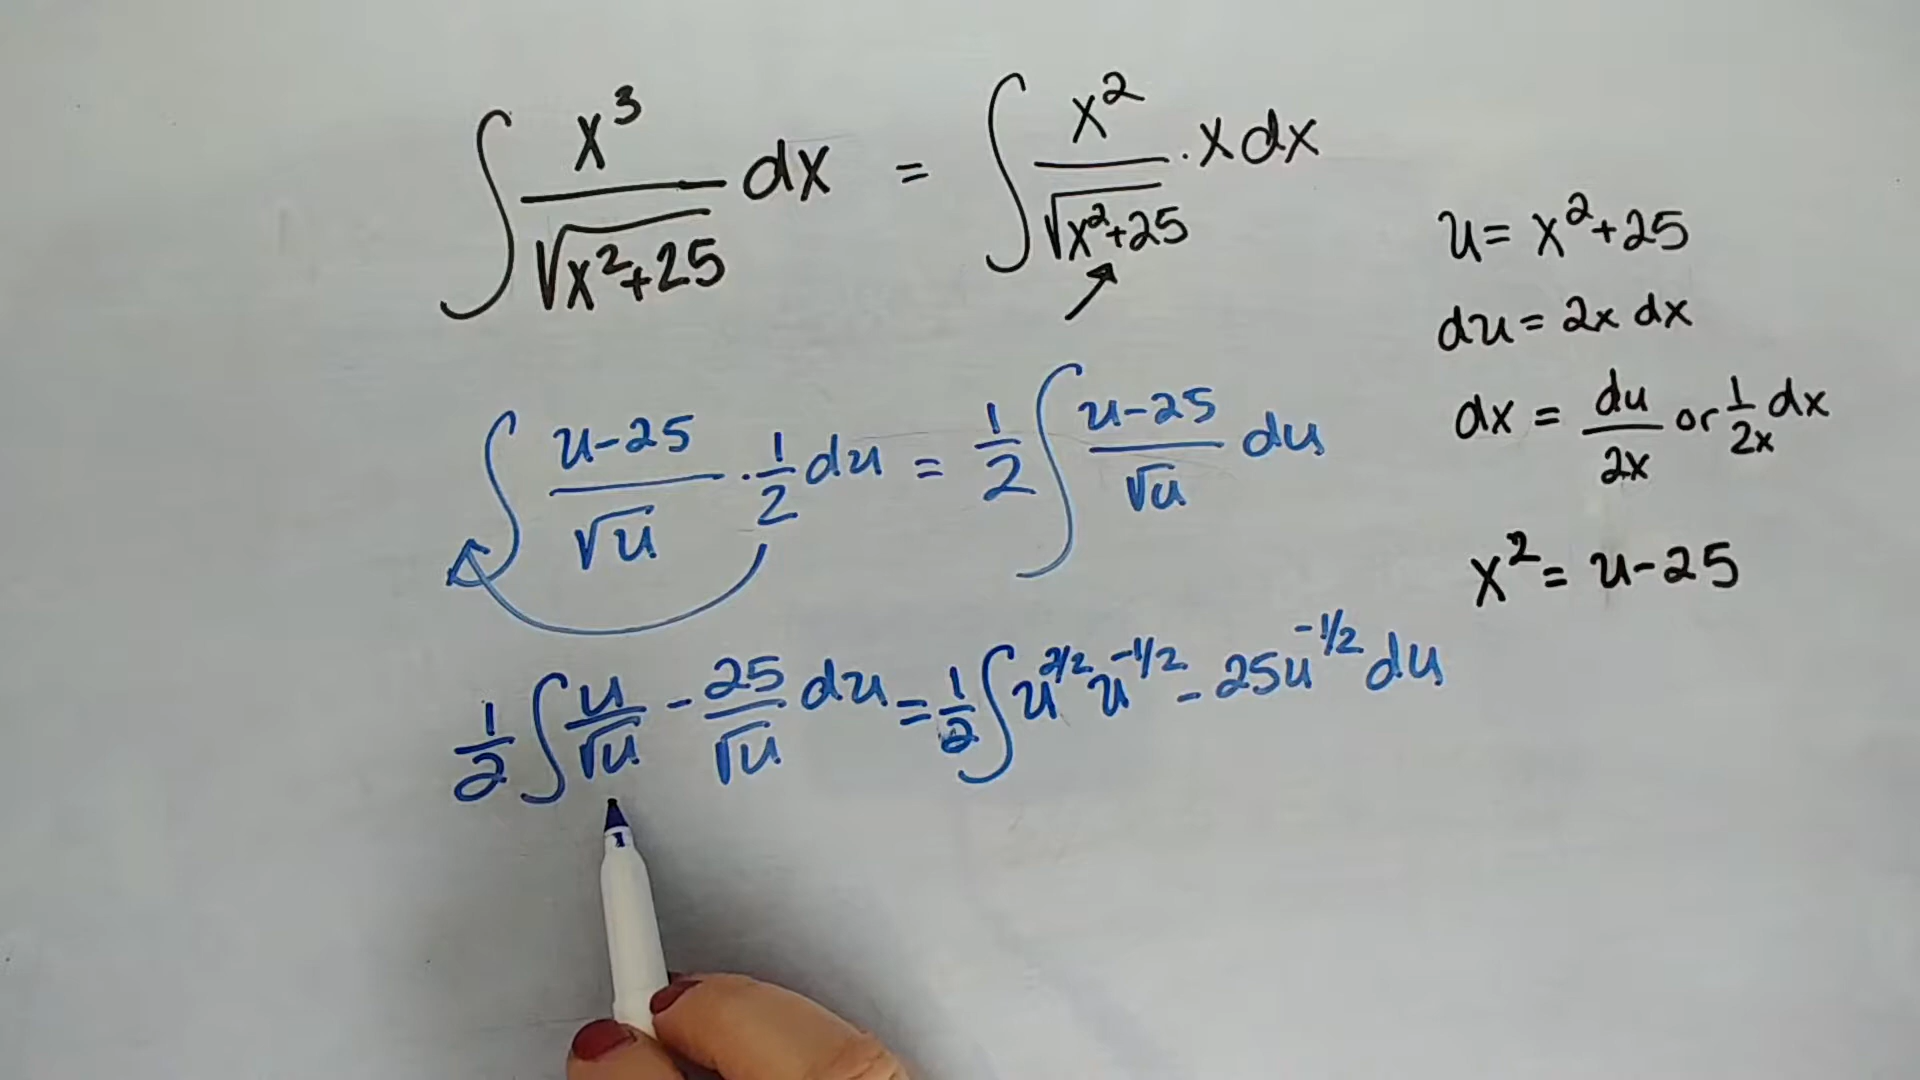 ∫ x³/√(x²+25) dx = ∫ x²/√(x²+25) · x dx
u = x²+25
du = 2x dx
dx = du/2x or 1/2x dx
∫ (u-25)/√u · 1/2 du = 1/2 ∫ (u-25)/√u du
x² = u-25
1/2 ∫ u/√u - 25/√u du = 1/2 ∫ u^2/2 u^-1/2 - 25u^-1/2 du